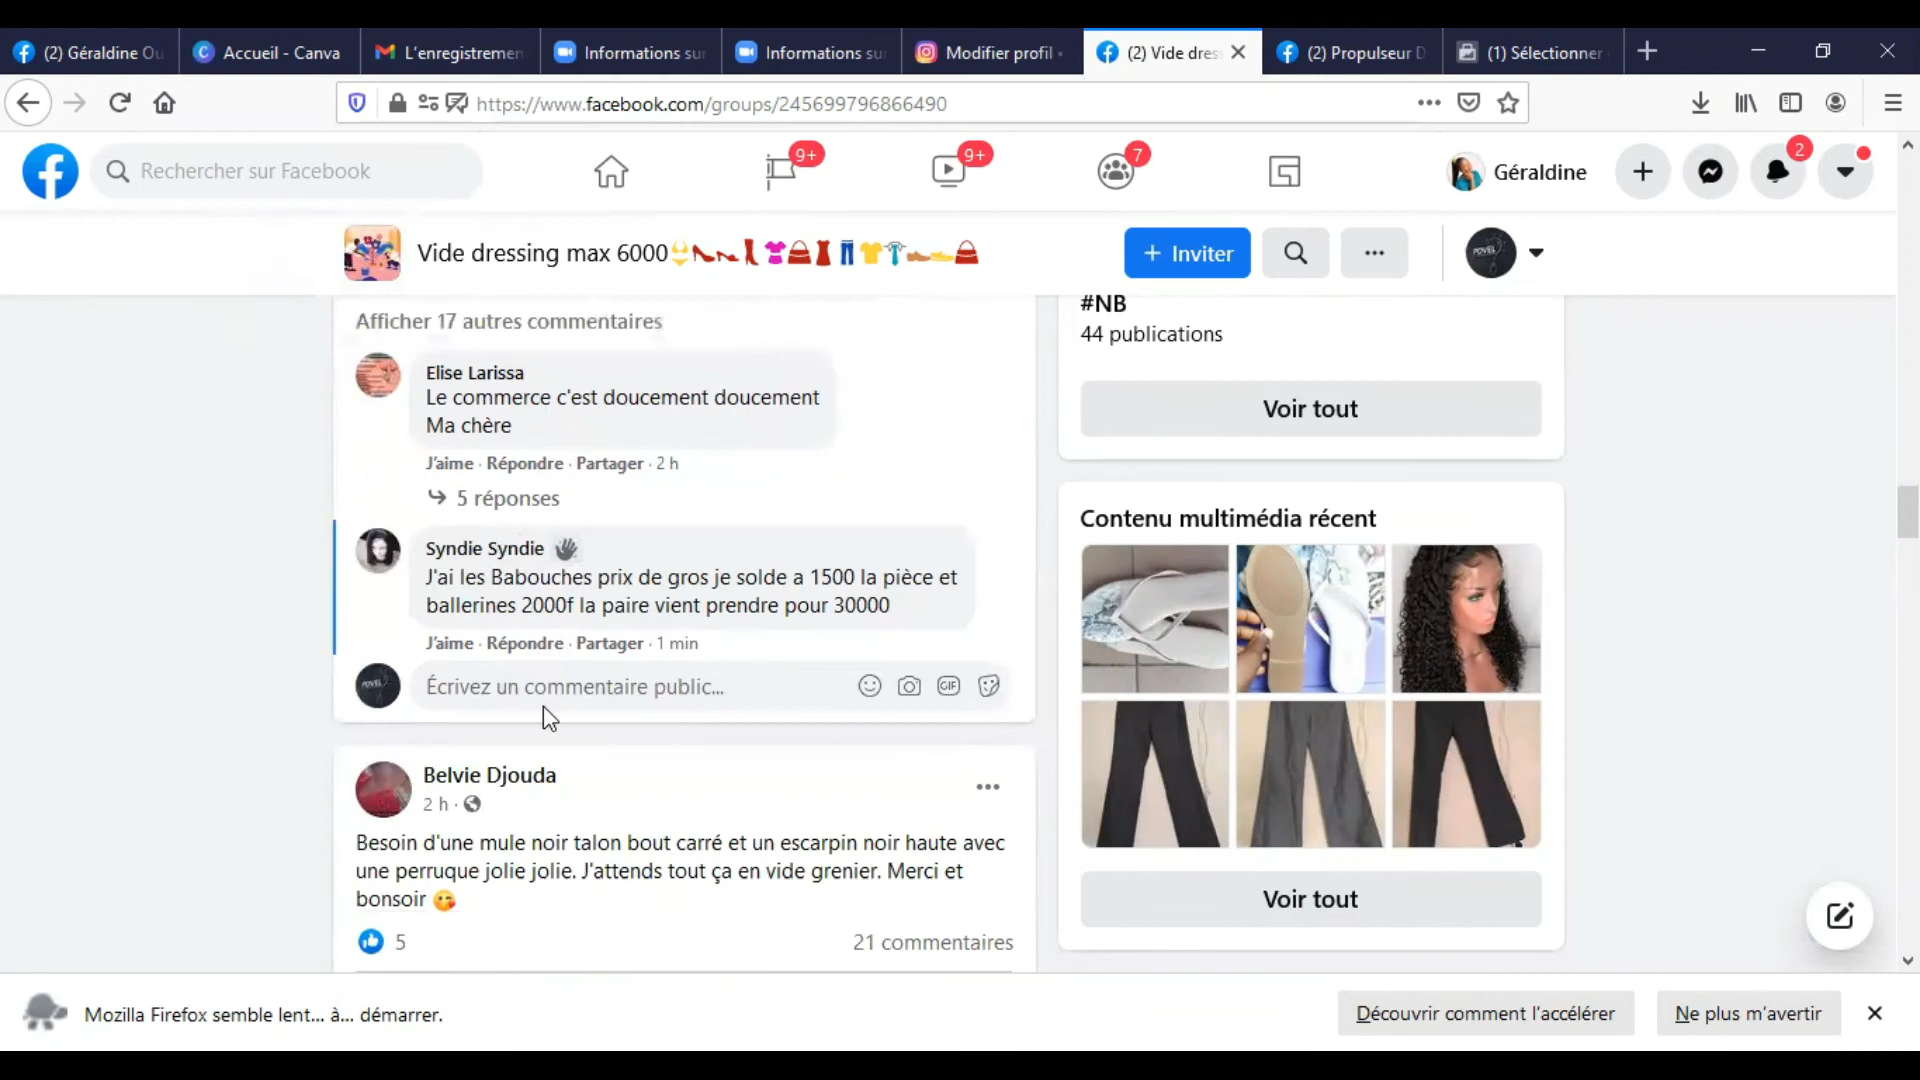 (2) Géraldine Ou
Accueil - Canva
L'enregistremen
Informations sur
Informations sur
Modifier profil •
(2) Vide dres
(2) Propulseur D
(1) Sélectionner
https://www.facebook.com/groups/245699796866490
Rechercher sur Facebook
9+
9+
7
Géraldine
2
Vide dressing max 6000
+ Inviter
Afficher 17 autres commentaires
Elise Larissa
Le commerce c'est doucement doucement
Ma chère
J'aime · Répondre · Partager · 2 h
5 réponses
Syndie Syndie
J'ai les Babouches prix de gros je solde a 1500 la pièce et
ballerines 2000f la paire vient prendre pour 30000
J'aime · Répondre · Partager · 1 min
Écrivez un commentaire public...
GIF
Belvie Djouda
2 h ·
Besoin d'une mule noir talon bout carré et un escarpin noir haute avec
une perruque jolie jolie. J'attends tout ça en vide grenier. Merci et
bonsoir 😋
5
21 commentaires
#NB
44 publications
Voir tout
Contenu multimédia récent
Voir tout
Mozilla Firefox semble lent... à... démarrer.
Découvrir comment l'accélérer
Ne plus m'avertir